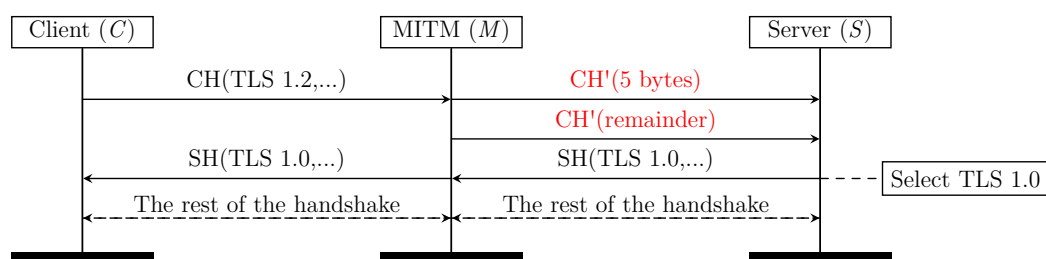 Client (C)
MITM (M)
Server (S)
CH(TLS 1.2,...)
CH'(5 bytes)
CH'(remainder)
SH(TLS 1.0,...)
SH(TLS 1.0,...)
Select TLS 1.0
The rest of the handshake
The rest of the handshake